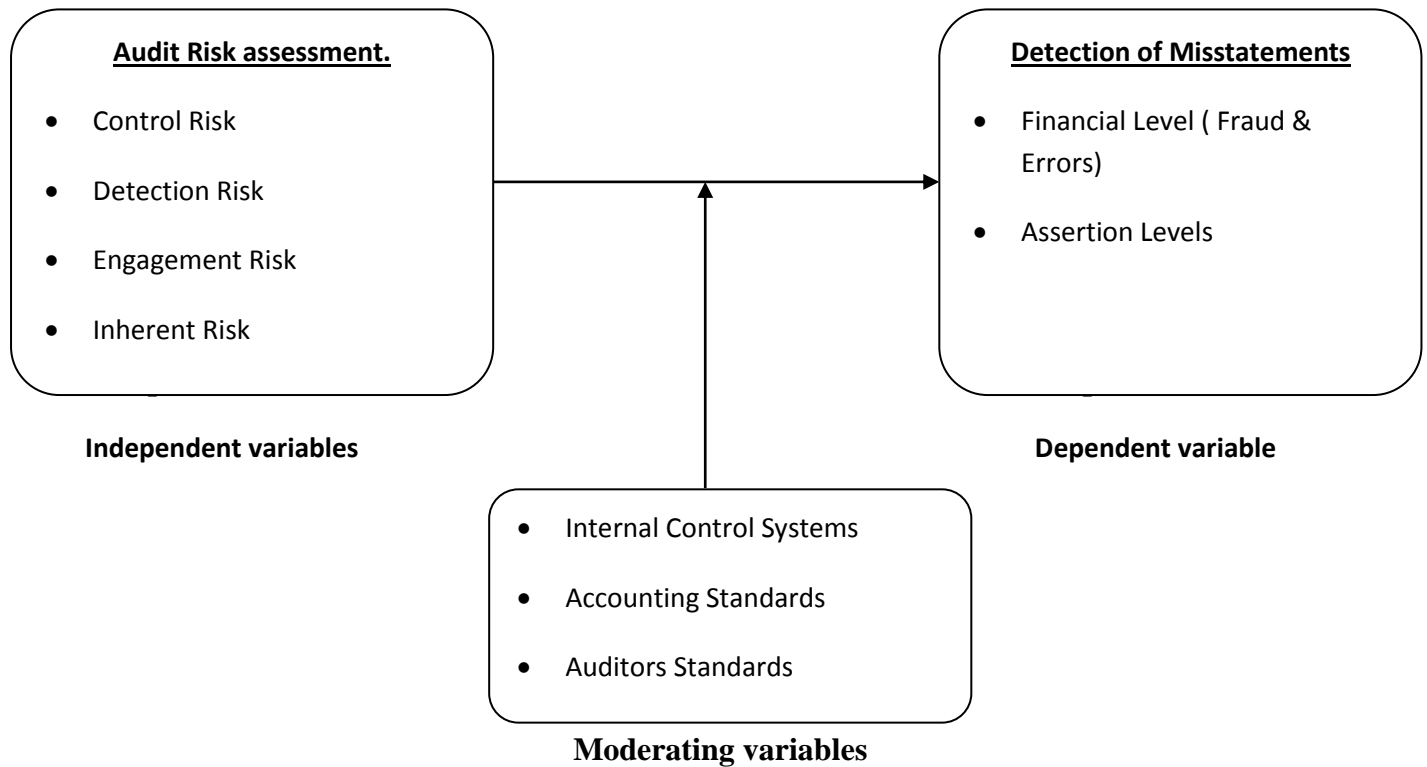 Audit Risk assessment.
• Control Risk
• Detection Risk
• Engagement Risk
• Inherent Risk
Detection of Misstatements
• Financial Level ( Fraud &
Errors)
• Assertion Levels
Independent variables
Dependent variable
• Internal Control Systems
• Accounting Standards
• Auditors Standards
Moderating variables